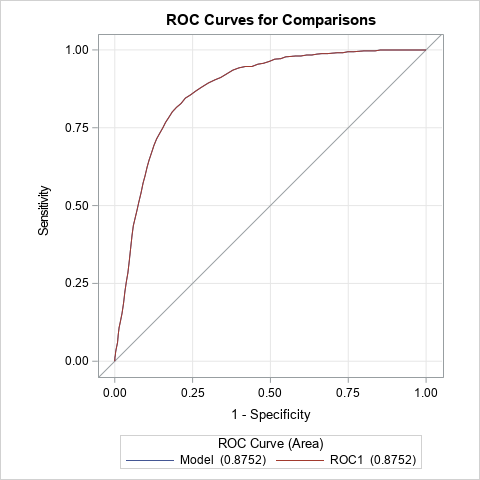 ROC Curves for Comparisons
1.00
0.75
0.50
0.25
0.00
Sensitivity
0.00 0.25 0.50 0.75 1.00
1 - Specificity
ROC Curve (Area)
Model (0.8752) ROC1 (0.8752)